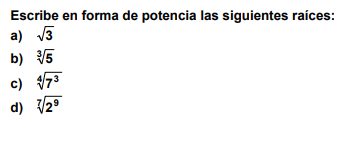 Escribe en forma de potencia las siguientes raíces:
a) √3
b) ∛5
c) ∜7³
d) ⁷√2⁹